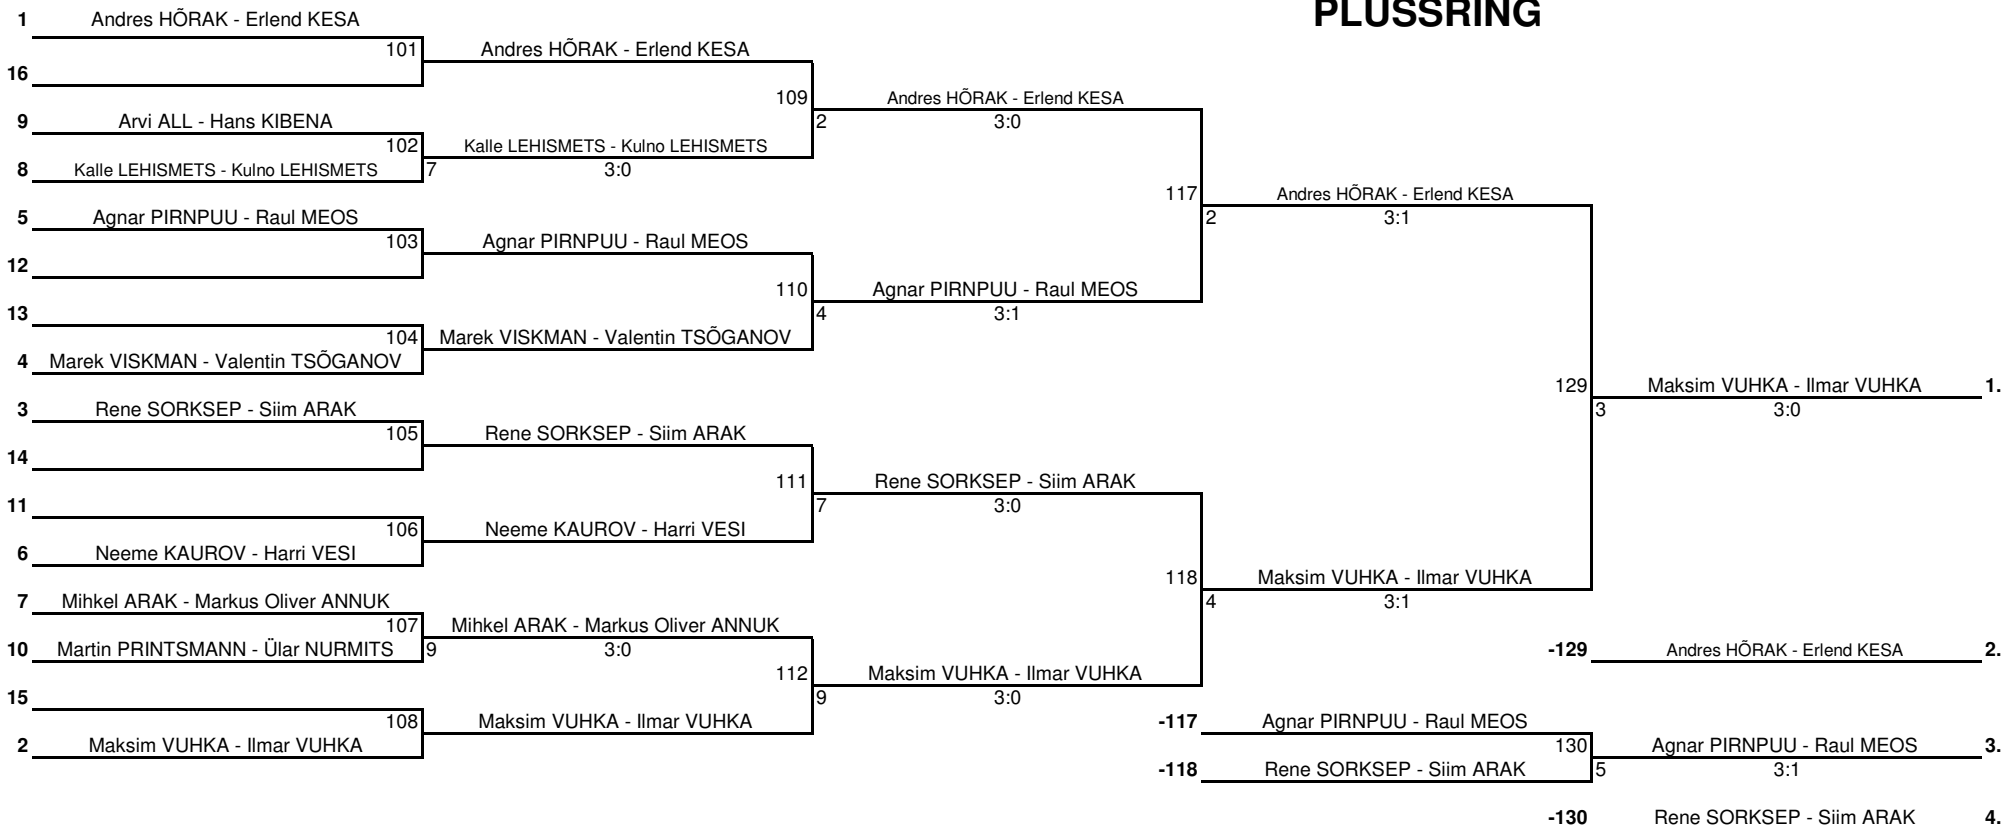 PLUSSRING
1 Andres HÕRAK - Erlend KESA
101 Andres HÕRAK - Erlend KESA
16
109 Andres HÕRAK - Erlend KESA
9 Arvi ALL - Hans KIBENA
2 3:0
102 Kalle LEHISMETS - Kulno LEHISMETS
8 Kalle LEHISMETS - Kulno LEHISMETS
7 3:0
117 Andres HÕRAK - Erlend KESA
5 Agnar PIRNPUU - Raul MEOS
2 3:1
103 Agnar PIRNPUU - Raul MEOS
12
110 Agnar PIRNPUU - Raul MEOS
13
4 3:1
104 Marek VISKMAN - Valentin TSÕGANOV
4 Marek VISKMAN - Valentin TSÕGANOV
129 Maksim VUHKA - Ilmar VUHKA 1.
3 Rene SORKSEP - Siim ARAK
3 3:0
105 Rene SORKSEP - Siim ARAK
14
111 Rene SORKSEP - Siim ARAK
11
7 3:0
106 Neeme KAUROV - Harri VESI
6 Neeme KAUROV - Harri VESI
118 Maksim VUHKA - Ilmar VUHKA
7 Mihkel ARAK - Markus Oliver ANNUK
4 3:1
107 Mihkel ARAK - Markus Oliver ANNUK
10 Martin PRINTSMANN - Ülar NURMITS
9 3:0
-129 Andres HÕRAK - Erlend KESA 2.
112 Maksim VUHKA - Ilmar VUHKA
15
9 3:0
108 Maksim VUHKA - Ilmar VUHKA
-117 Agnar PIRNPUU - Raul MEOS
2 Maksim VUHKA - Ilmar VUHKA
130 Agnar PIRNPUU - Raul MEOS 3.
-118 Rene SORKSEP - Siim ARAK
5 3:1
-130 Rene SORKSEP - Siim ARAK 4.